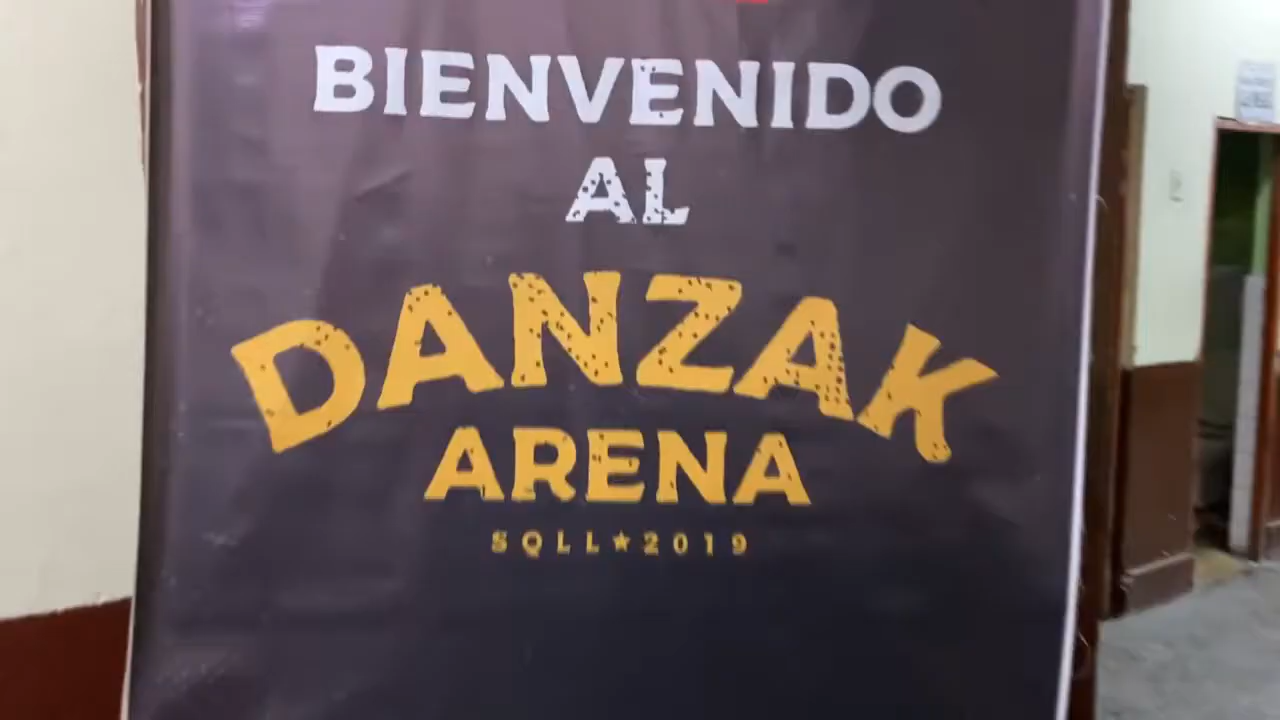 BIENVENIDO
AL
DANZAK
ARENA
SQLL★2019